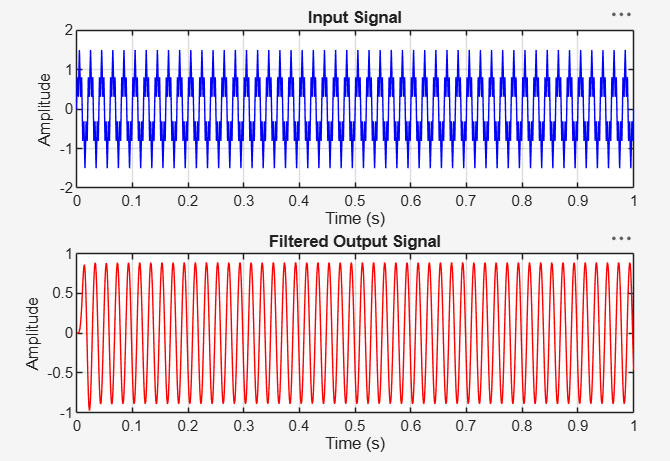 Input Signal
2
1
0
-1
-2
Amplitude
0 0.1 0.2 0.3 0.4 0.5 0.6 0.7 0.8 0.9 1
Time (s)
Filtered Output Signal
1
0.5
0
-0.5
-1
Amplitude
0 0.1 0.2 0.3 0.4 0.5 0.6 0.7 0.8 0.9 1
Time (s)